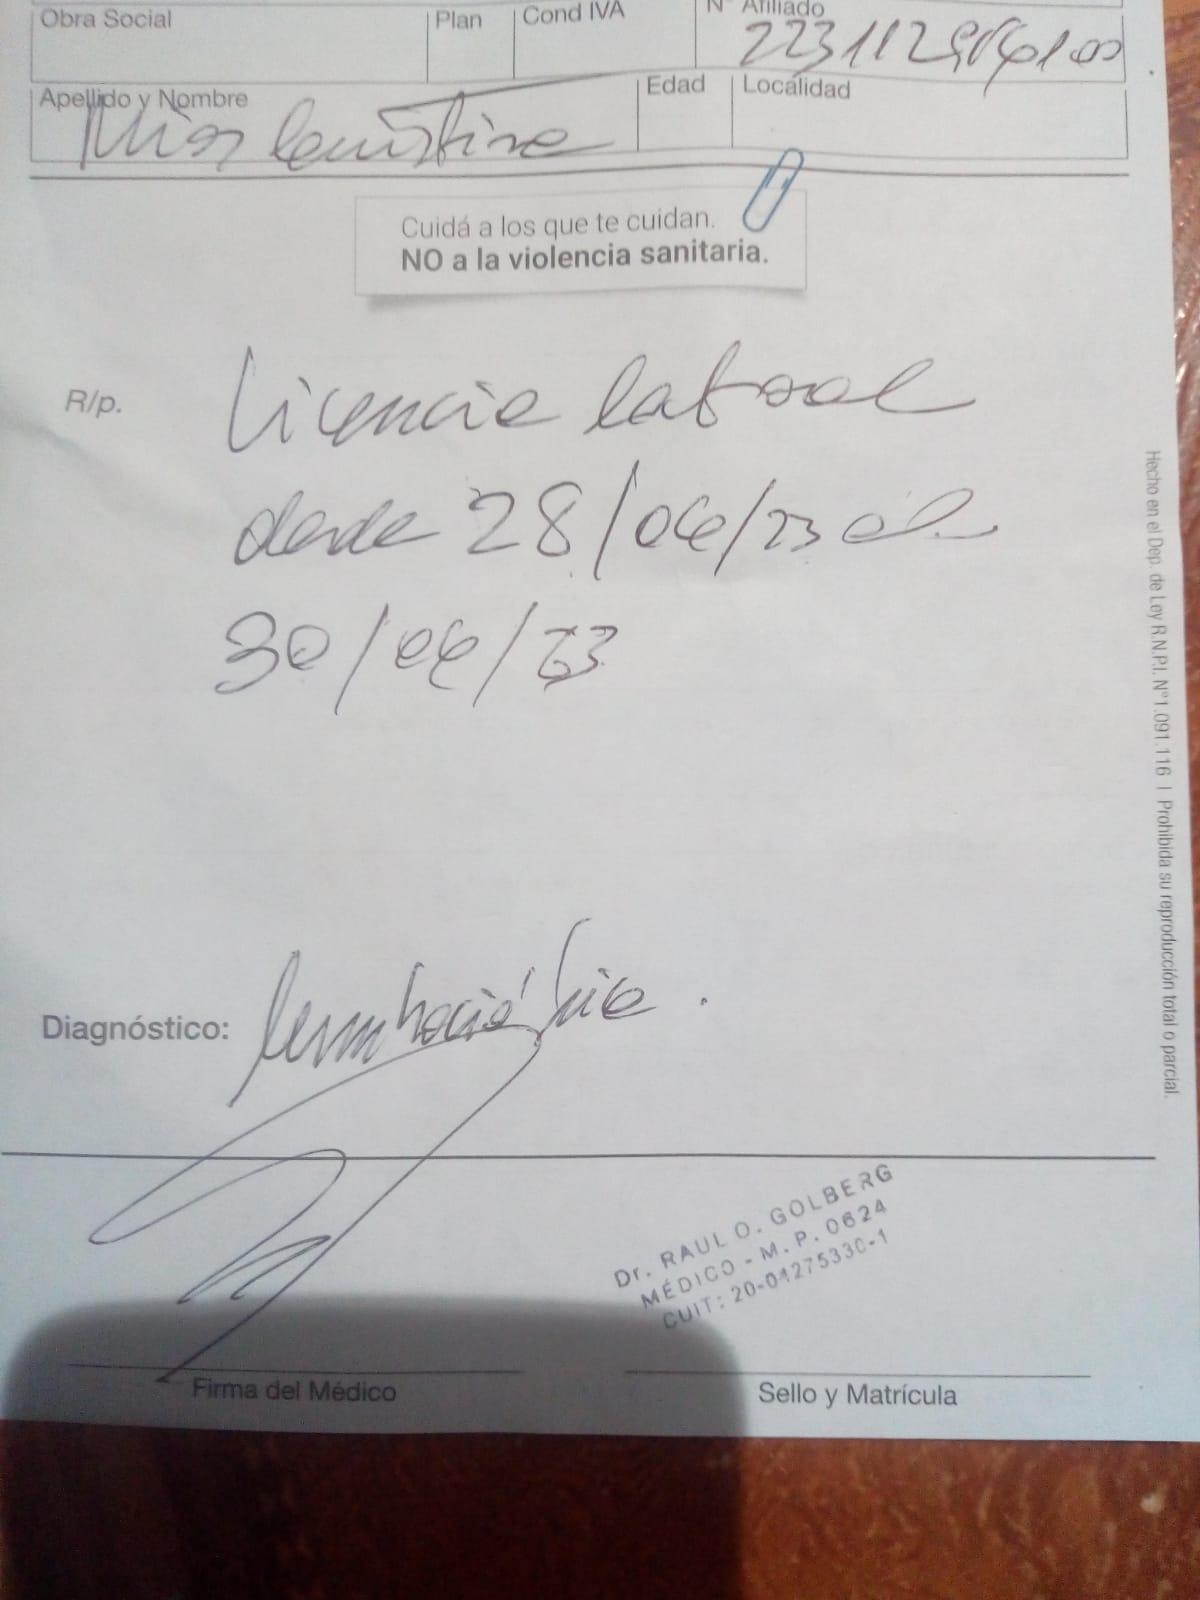 Obra Social Plan Cond IVA N° Afiliado
Apellido y Nombre Edad Localidad
Cuidá a los que te cuidan.
NO a la violencia sanitaria.
R/p. Licencia laboral
desde 28/06/23 al
30/06/23
Diagnóstico:
Dr. RAUL O. GOLBERG
MÉDICO - M. P. 0624
CUIT: 20-04275330-1
Firma del Médico Sello y Matrícula
Hecho en el Dep. de Ley R.N.P.I. N°1.091.116 | Prohibida su reproducción total o parcial.